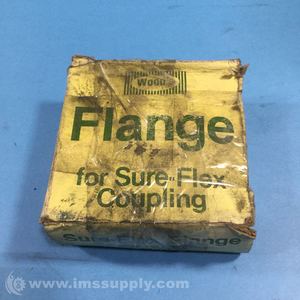 Wood's
Flange
for Sure-Flex
Coupling
Sure-Flex Flange
© www.imssupply.com